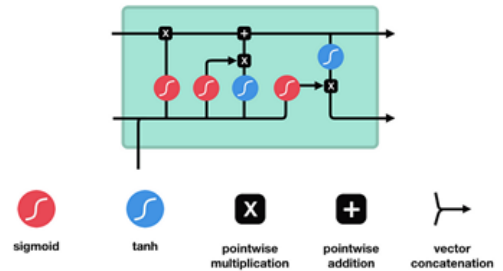 X
+
X
X
X
+
sigmoid
tanh
pointwise
multiplication
pointwise
addition
vector
concatenation